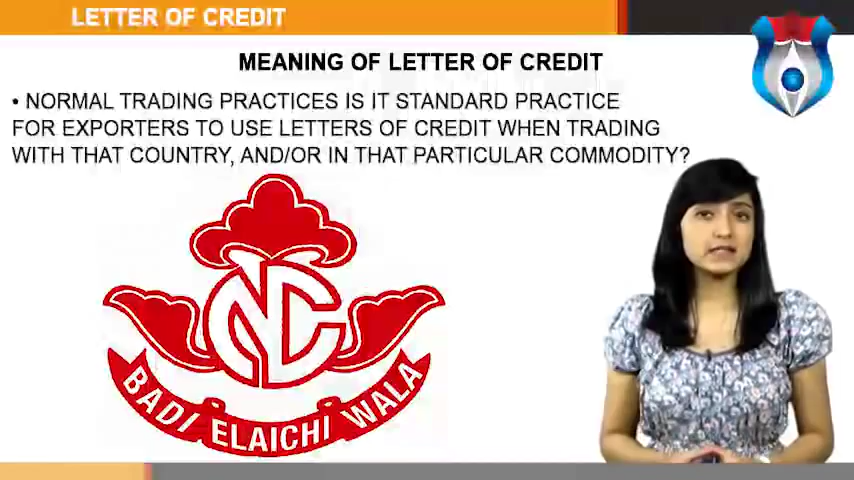 LETTER OF CREDIT
MEANING OF LETTER OF CREDIT
• NORMAL TRADING PRACTICES IS IT STANDARD PRACTICE
FOR EXPORTERS TO USE LETTERS OF CREDIT WHEN TRADING
WITH THAT COUNTRY, AND/OR IN THAT PARTICULAR COMMODITY?
NC
BADI ELAICHI WALA